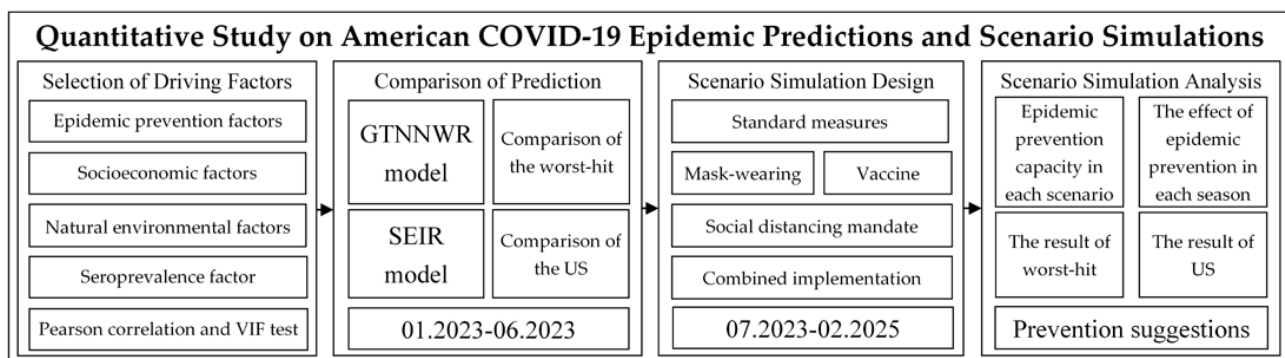 Quantitative Study on American COVID-19 Epidemic Predictions and Scenario Simulations
Selection of Driving Factors
Epidemic prevention factors
Socioeconomic factors
Natural environmental factors
Seroprevalence factor
Pearson correlation and VIF test
Comparison of Prediction
GTNNWR
model
Comparison of
the worst-hit
SEIR
model
Comparison of
the US
01.2023-06.2023
Scenario Simulation Design
Standard measures
Mask-wearing
Vaccine
Social distancing mandate
Combined implementation
07.2023-02.2025
Scenario Simulation Analysis
Epidemic
prevention
capacity in
each scenario
The effect of
epidemic
prevention in
each season
The result of
worst-hit
The result of
US
Prevention suggestions